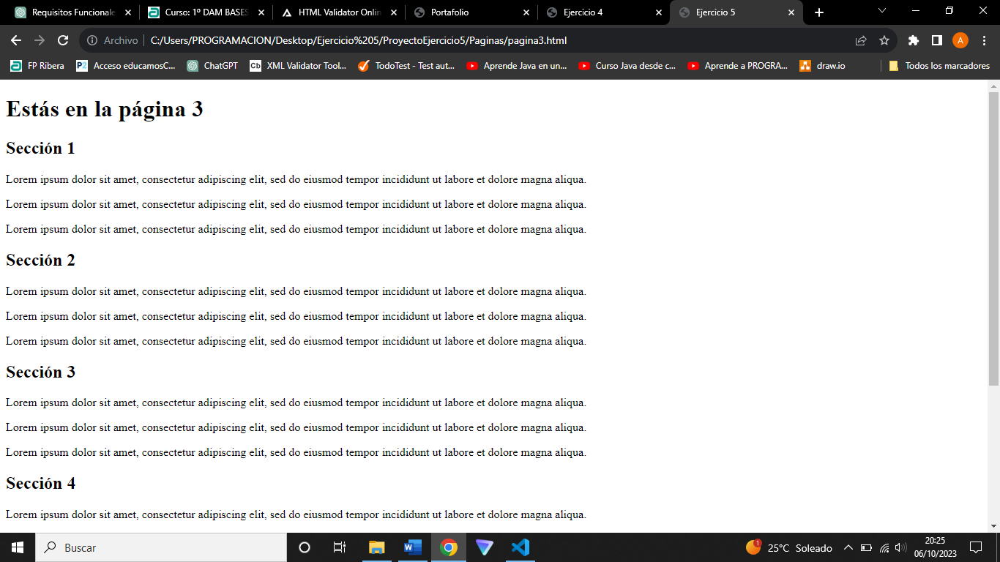 Requisitos Funcionale
Curso: 1º DAM BASES
HTML Validator Onlin
Portafolio
Ejercicio 4
Ejercicio 5
Archivo
C:/Users/PROGRAMACION/Desktop/Ejercicio%205/ProyectoEjercicio5/Paginas/pagina3.html
A
FP Ribera
Acceso educamosC...
ChatGPT
XML Validator Tool...
TodoTest - Test aut...
Aprende Java en un...
Curso Java desde c...
Aprende a PROGRA...
draw.io
Todos los marcadores
Estás en la página 3
Sección 1
Lorem ipsum dolor sit amet, consectetur adipiscing elit, sed do eiusmod tempor incididunt ut labore et dolore magna aliqua.
Lorem ipsum dolor sit amet, consectetur adipiscing elit, sed do eiusmod tempor incididunt ut labore et dolore magna aliqua.
Lorem ipsum dolor sit amet, consectetur adipiscing elit, sed do eiusmod tempor incididunt ut labore et dolore magna aliqua.
Sección 2
Lorem ipsum dolor sit amet, consectetur adipiscing elit, sed do eiusmod tempor incididunt ut labore et dolore magna aliqua.
Lorem ipsum dolor sit amet, consectetur adipiscing elit, sed do eiusmod tempor incididunt ut labore et dolore magna aliqua.
Lorem ipsum dolor sit amet, consectetur adipiscing elit, sed do eiusmod tempor incididunt ut labore et dolore magna aliqua.
Sección 3
Lorem ipsum dolor sit amet, consectetur adipiscing elit, sed do eiusmod tempor incididunt ut labore et dolore magna aliqua.
Lorem ipsum dolor sit amet, consectetur adipiscing elit, sed do eiusmod tempor incididunt ut labore et dolore magna aliqua.
Lorem ipsum dolor sit amet, consectetur adipiscing elit, sed do eiusmod tempor incididunt ut labore et dolore magna aliqua.
Sección 4
Lorem ipsum dolor sit amet, consectetur adipiscing elit, sed do eiusmod tempor incididunt ut labore et dolore magna aliqua.
Buscar
25°C Soleado
20:25
06/10/2023